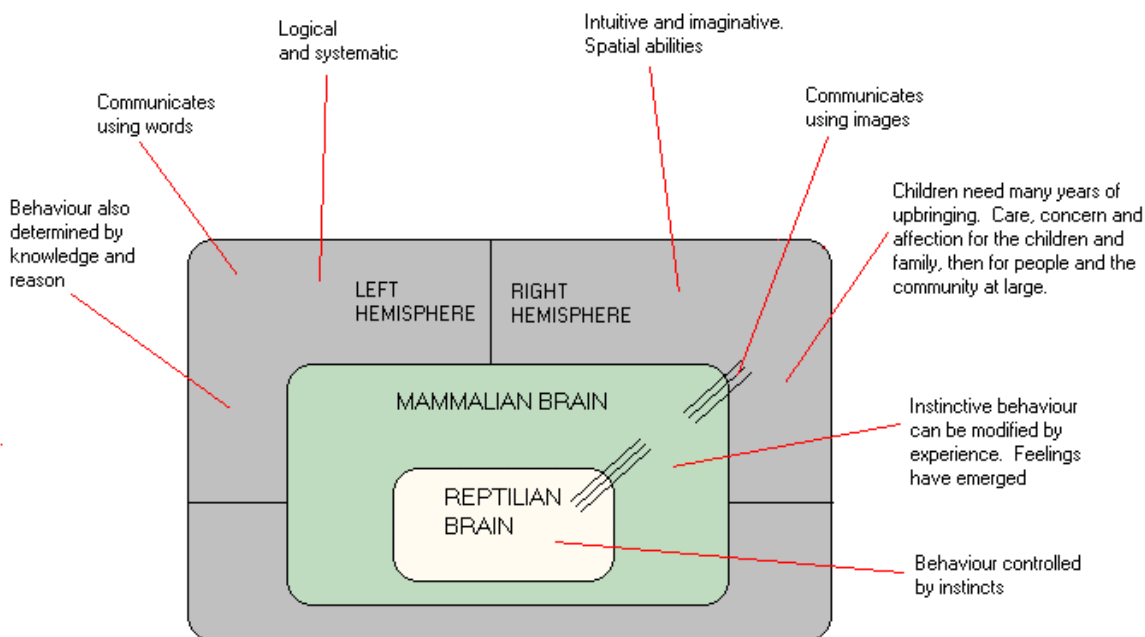 Logical
and systematic
Intuitive and imaginative.
Spatial abilities
Communicates
using words
Communicates
using images
Behaviour also
determined by
knowledge and
reason
Children need many years of
upbringing. Care, concern and
affection for the children and
family, then for people and the
community at large.
LEFT
HEMISPHERE
RIGHT
HEMISPHERE
MAMMALIAN BRAIN
Instinctive behaviour
can be modified by
experience. Feelings
have emerged
REPTILIAN
BRAIN
Behaviour controlled
by instincts